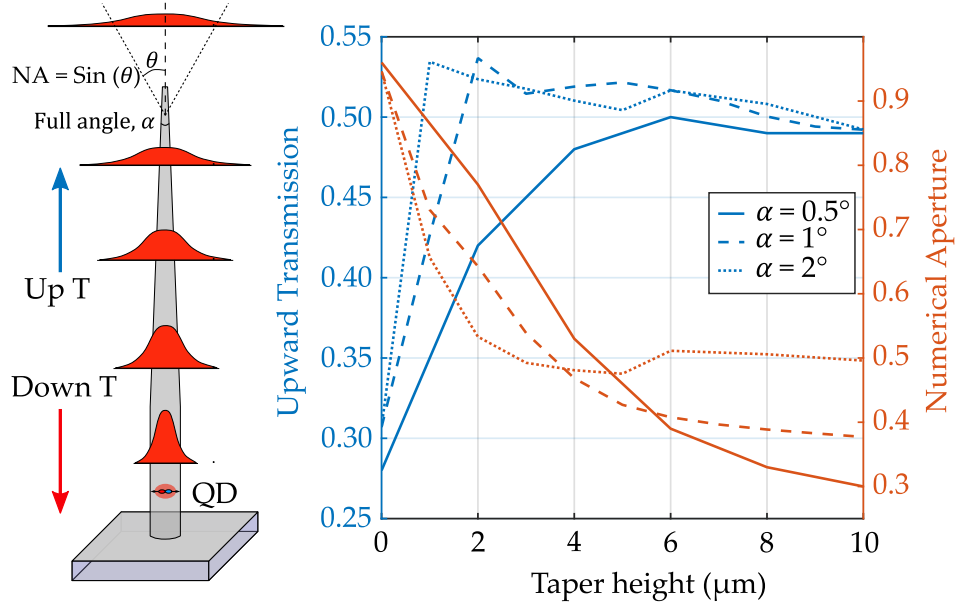 θ
NA = Sin (θ)
Full angle, α
Up T
Down T
QD
Upward Transmission
0.55
0.50
0.45
0.40
0.35
0.30
0.25
0
2
4
6
8
10
Taper height (μm)
α = 0.5°
α = 1°
α = 2°
0.9
0.8
0.7
0.6
0.5
0.4
0.3
Numerical Aperture